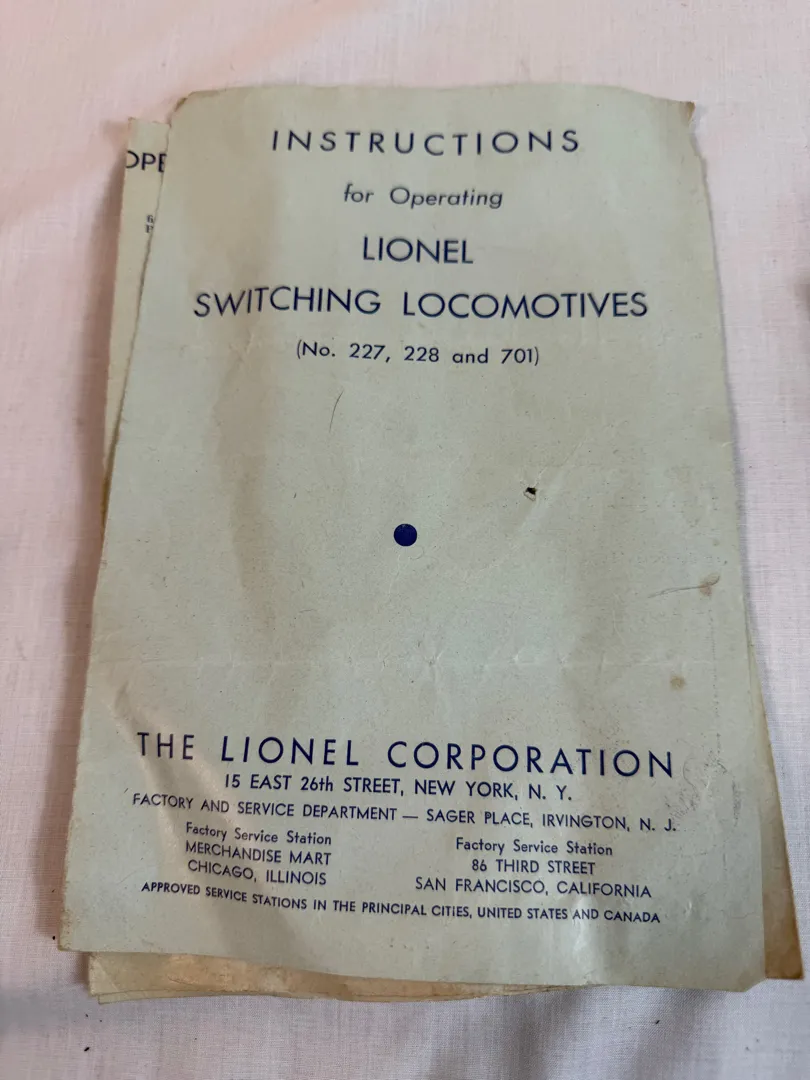 INSTRUCTIONS
for Operating
LIONEL
SWITCHING LOCOMOTIVES
(No. 227, 228 and 701)
THE LIONEL CORPORATION
15 EAST 26th STREET, NEW YORK, N. Y.
FACTORY AND SERVICE DEPARTMENT — SAGER PLACE, IRVINGTON, N. J.
Factory Service Station
MERCHANDISE MART
CHICAGO, ILLINOIS
Factory Service Station
86 THIRD STREET
SAN FRANCISCO, CALIFORNIA
APPROVED SERVICE STATIONS IN THE PRINCIPAL CITIES, UNITED STATES AND CANADA